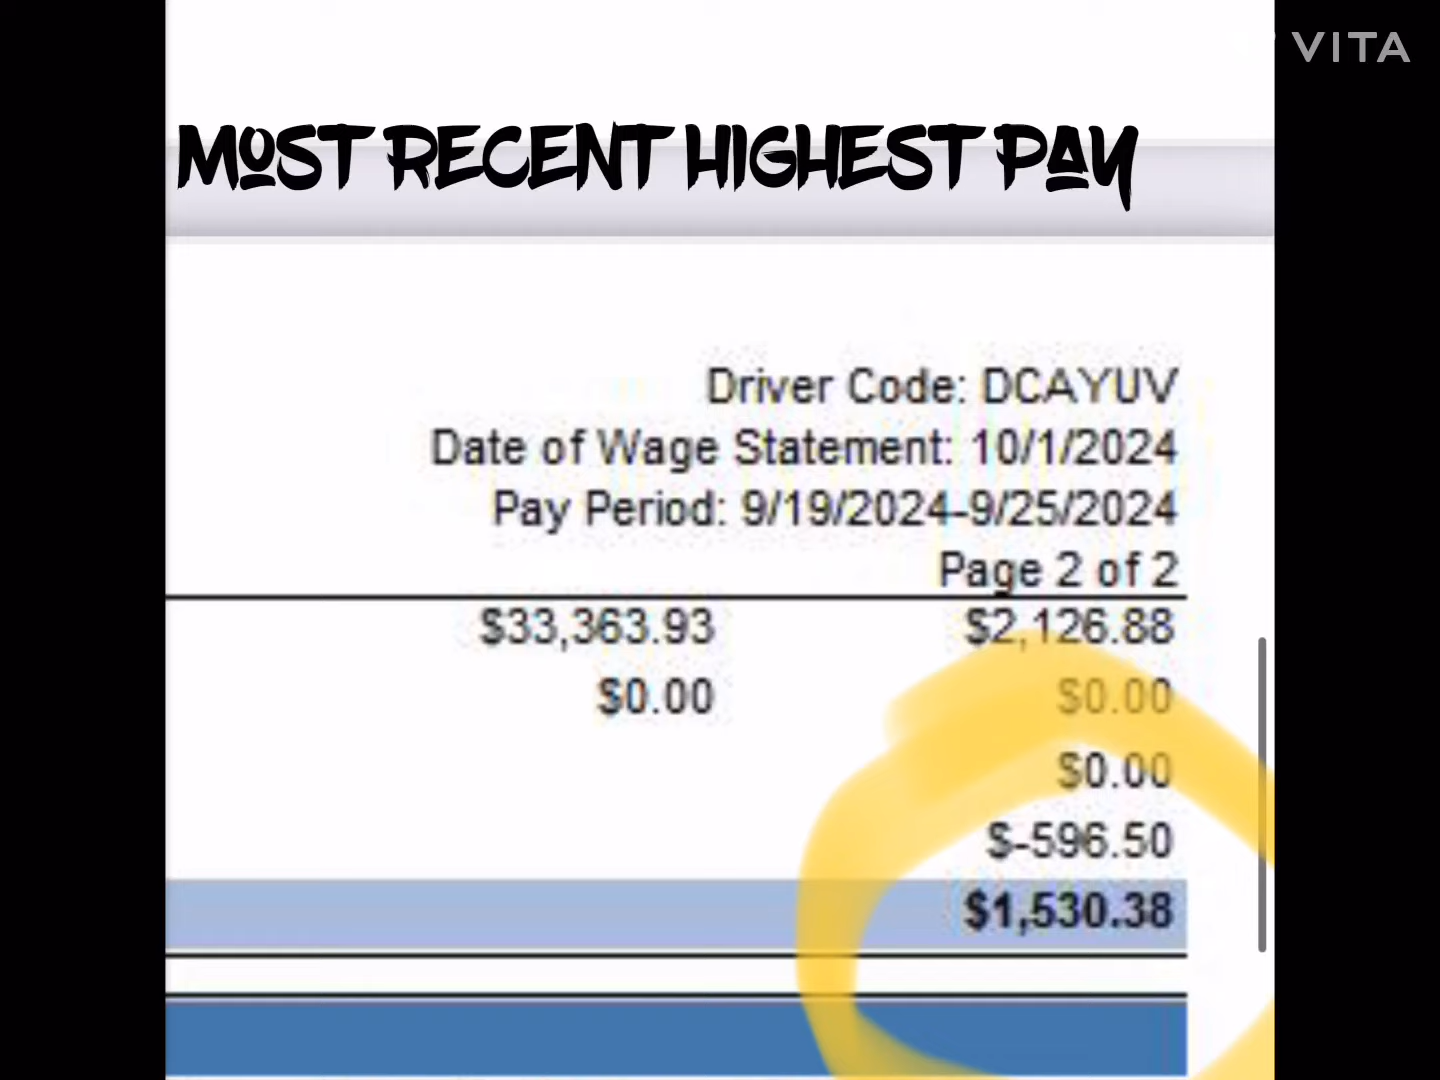 VITA
MOST RECENT HIGHEST PAY
Driver Code: DCAYUV
Date of Wage Statement: 10/1/2024
Pay Period: 9/19/2024-9/25/2024
Page 2 of 2
$33,363.93 $2,126.88
$0.00 $0.00
$0.00
$-596.50
$1,530.38